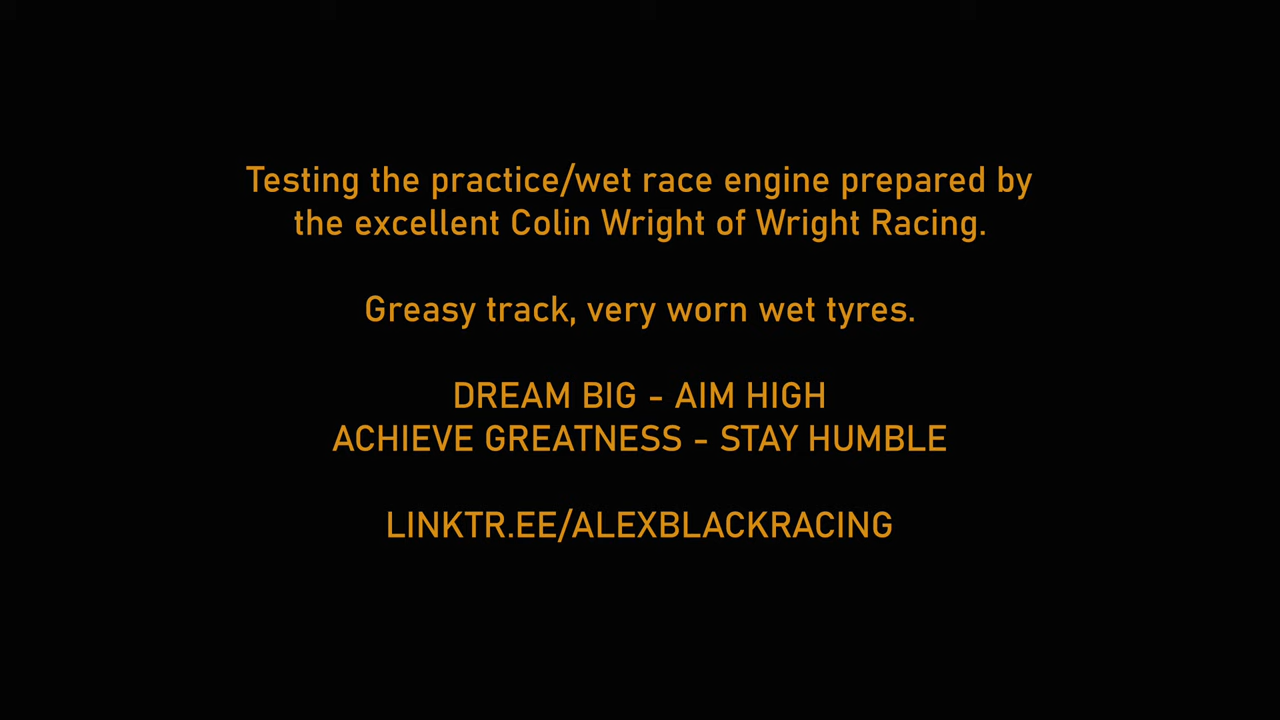 Testing the practice/wet race engine prepared by
the excellent Colin Wright of Wright Racing.
Greasy track, very worn wet tyres.
DREAM BIG - AIM HIGH
ACHIEVE GREATNESS - STAY HUMBLE
LINKTR.EE/ALEXBLACKRACING